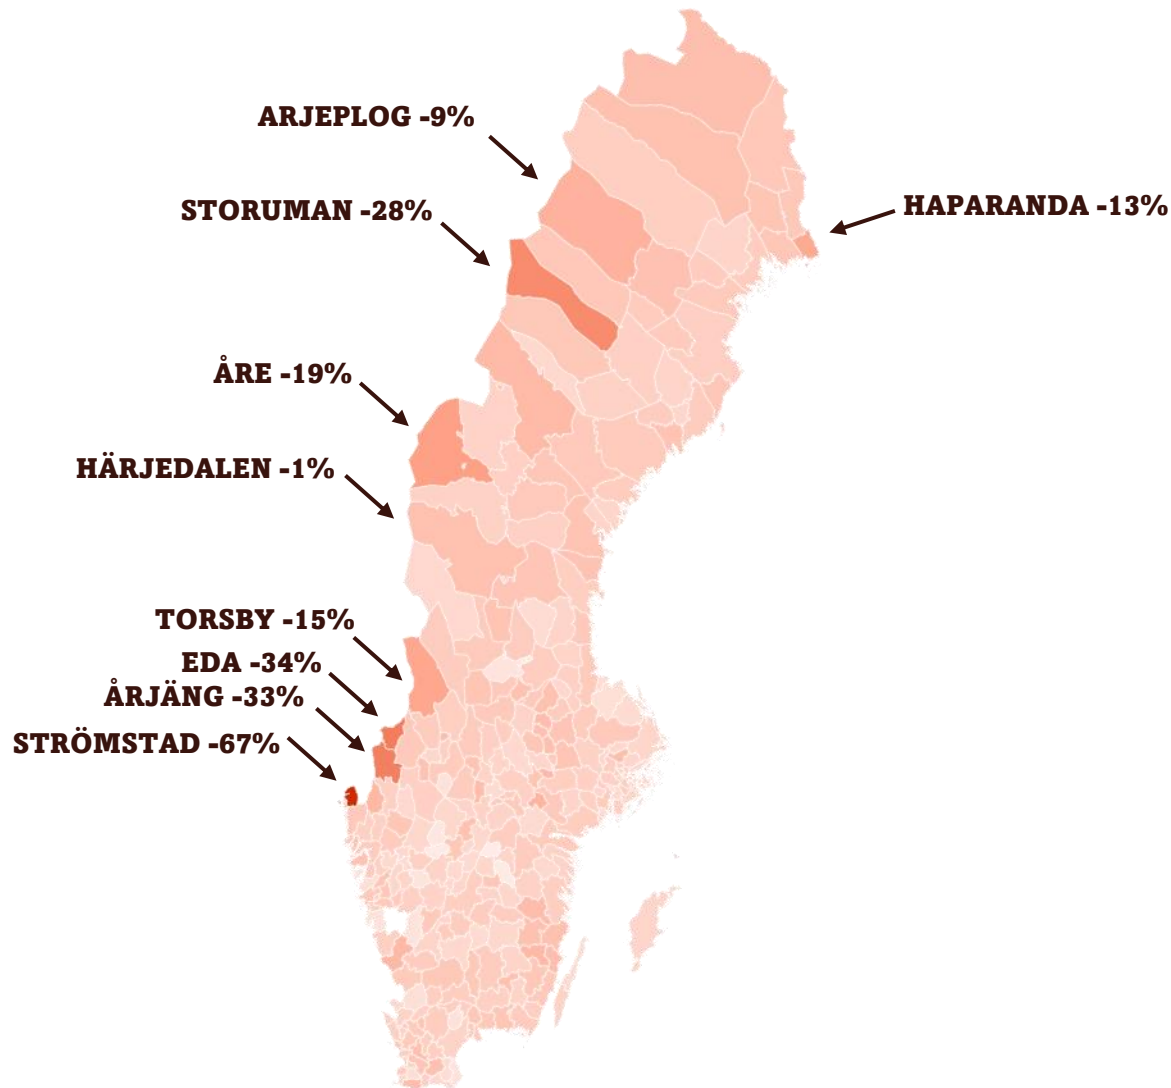 ARJEPLOG -9%
STORUMAN -28%
HAPARANDA -13%
ÅRE -19%
HÄRJEDALEN -1%
TORSBY -15%
EDA -34%
ÅRJÄNG -33%
STRÖMSTAD -67%